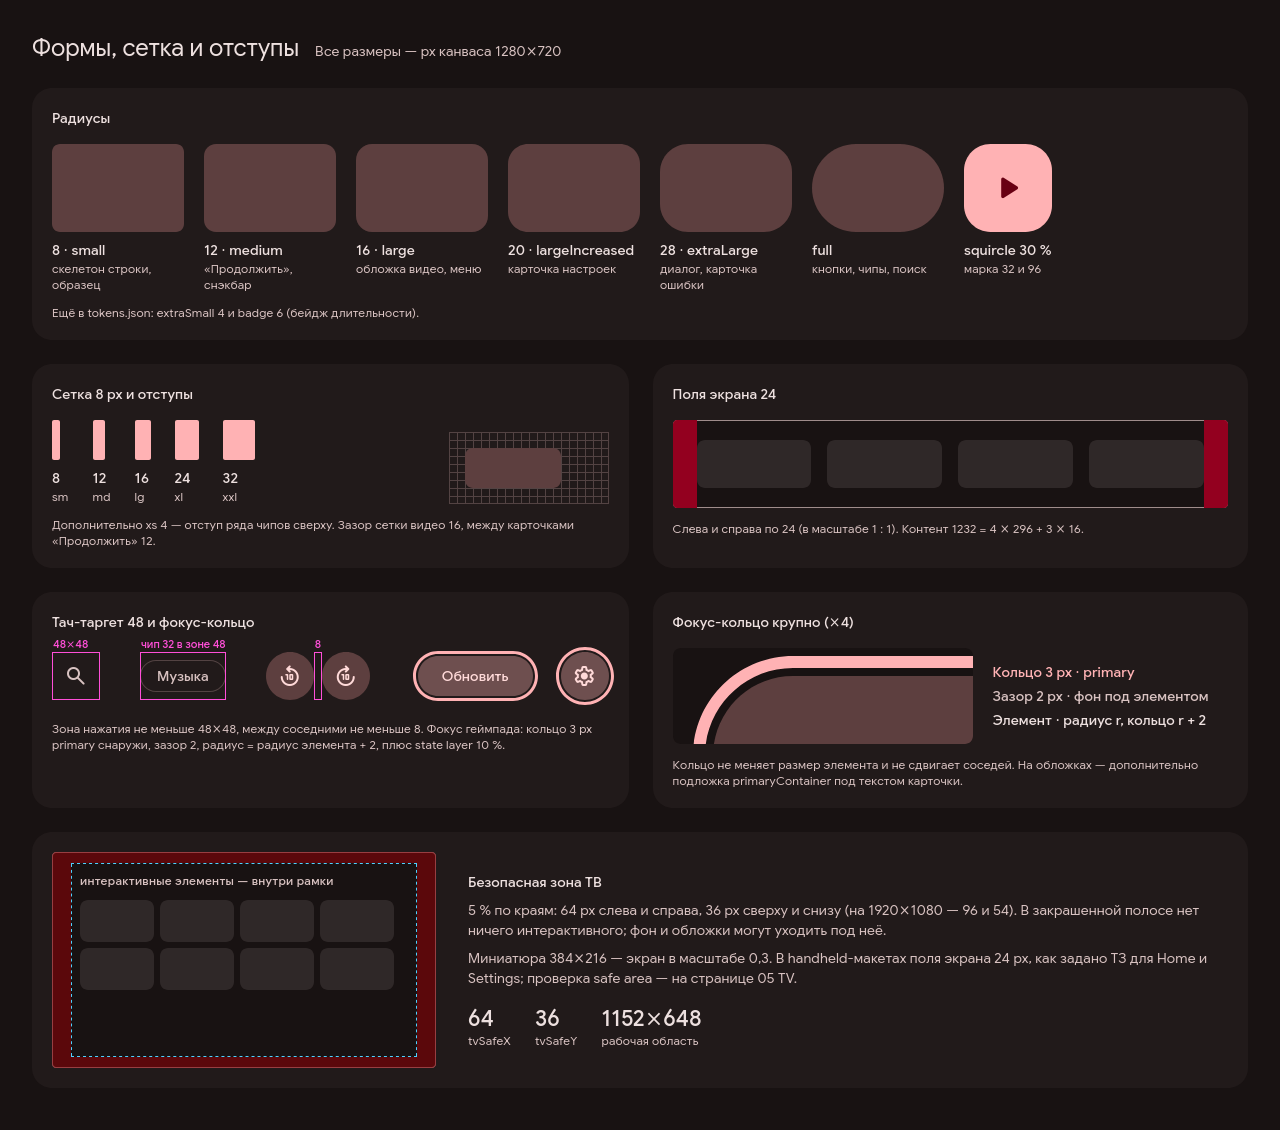 Формы, сетка и отступы
Все размеры — px канваса 1280×720
Радиусы
8 · small
скелетон строки,
образец
12 · medium
«Продолжить»,
снэкбар
16 · large
обложка видео, меню
20 · largeIncreased
карточка настроек
28 · extraLarge
диалог, карточка
ошибки
full
кнопки, чипы, поиск
squircle 30 %
марка 32 и 96
Ещё в tokens.json: extraSmall 4 и badge 6 (бейдж длительности).
Сетка 8 px и отступы
8
sm
12
md
16
lg
24
xl
32
xxl
Дополнительно xs 4 — отступ ряда чипов сверху. Зазор сетки видео 16, между карточками
«Продолжить» 12.
Поля экрана 24
Слева и справа по 24 (в масштабе 1 : 1). Контент 1232 = 4 × 296 + 3 × 16.
Тач-таргет 48 и фокус-кольцо
48×48
чип 32 в зоне 48
Музыка
8
10
10
Обновить
Зона нажатия не меньше 48×48, между соседними не меньше 8. Фокус геймпада: кольцо 3 px
primary снаружи, зазор 2, радиус = радиус элемента + 2, плюс state layer 10 %.
Фокус-кольцо крупно (×4)
Кольцо 3 px · primary
Зазор 2 px · фон под элементом
Элемент · радиус r, кольцо r + 2
Кольцо не меняет размер элемента и не сдвигает соседей. На обложках — дополнительно
подложка primaryContainer под текстом карточки.
интерактивные элементы — внутри рамки
Безопасная зона ТВ
5 % по краям: 64 px слева и справа, 36 px сверху и снизу (на 1920×1080 — 96 и 54). В закрашенной полосе нет
ничего интерактивного; фон и обложки могут уходить под неё.
Миниатюра 384×216 — экран в масштабе 0,3. В handheld-макетах поля экрана 24 px, как задано ТЗ для Home и
Settings; проверка safe area — на странице 05 TV.
64
tvSafeX
36
tvSafeY
1152×648
рабочая область